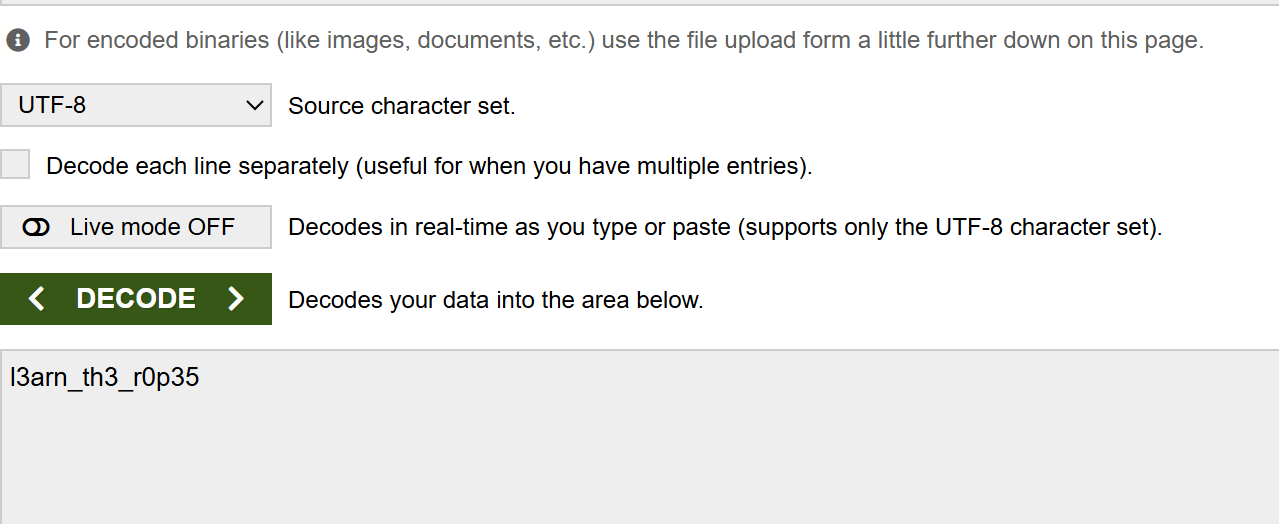 For encoded binaries (like images, documents, etc.) use the file upload form a little further down on this page.
UTF-8 Source character set.
Decode each line separately (useful for when you have multiple entries).
Live mode OFF Decodes in real-time as you type or paste (supports only the UTF-8 character set).
DECODE Decodes your data into the area below.
l3arn_th3_r0p35